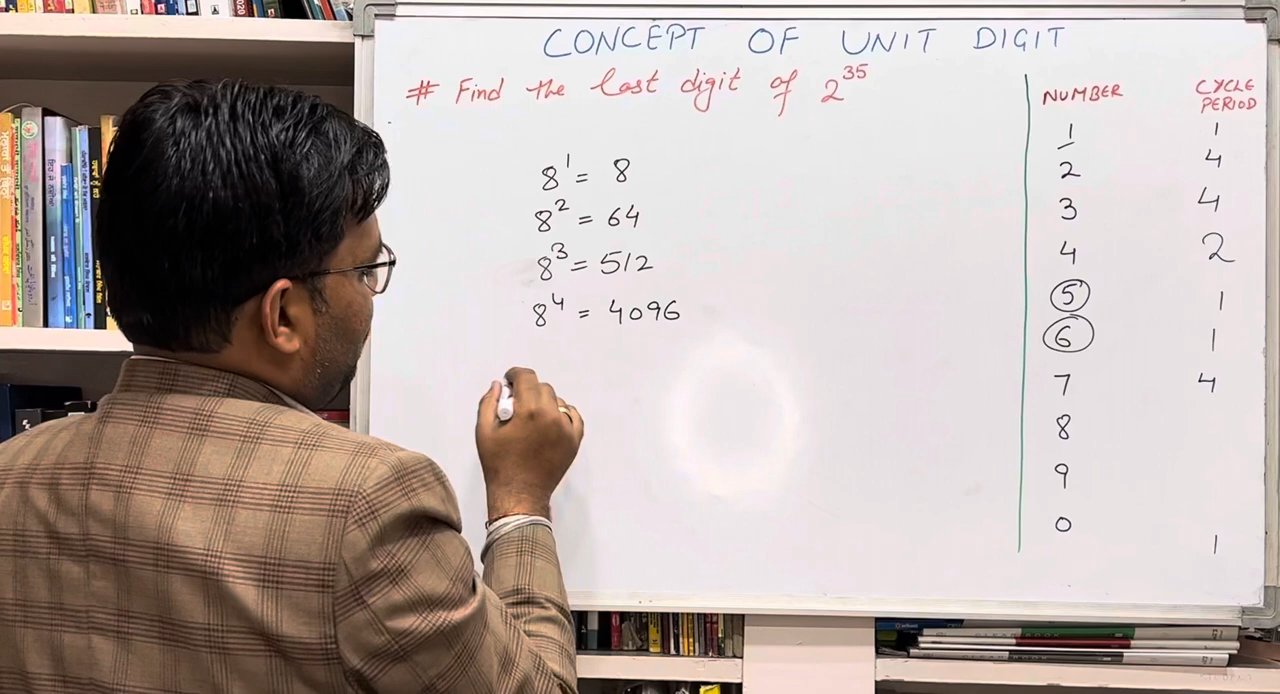 CONCEPT OF UNIT DIGIT
# Find the last digit of 2^35
8^1 = 8
8^2 = 64
8^3 = 512
8^4 = 4096
NUMBER CYCLE PERIOD
1 1
2 4
3 4
4 2
5 1
6 1
7 4
8
9
0 1